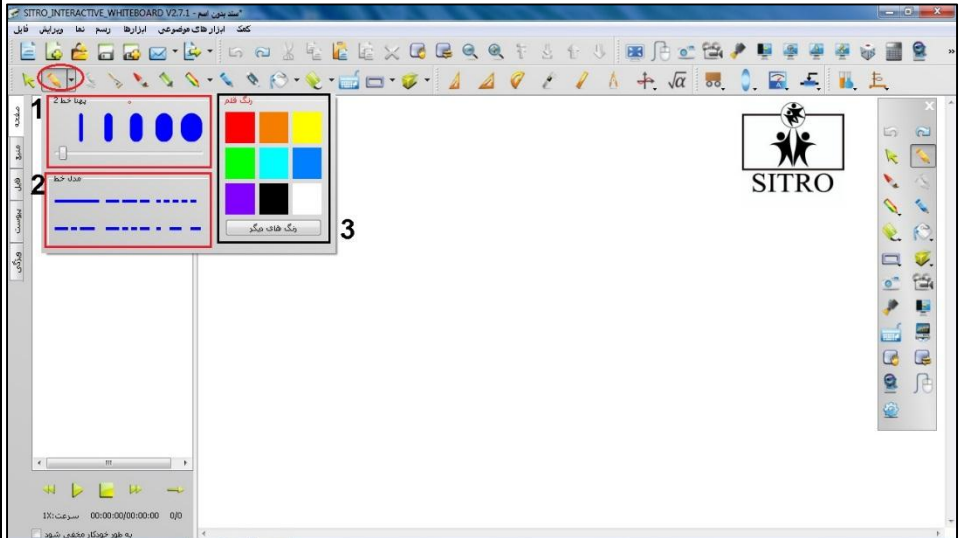 SITRO_INTERACTIVE_WHITEBOARD V2.7.1 - سند بدون اسم*
فایل ویرایش نما رسم ابزارها ابزار های موضوعی کمک
√α
1
پهنا خط 2
رنگ قلم
2
مدل خط
رنگ های دیگر
3
صفحه
منبع
فایل
پیوست
ویژگی
SITRO
سرعت:1X 00:00:00/00:00:00 0/0
به طور خودکار مخفی شود